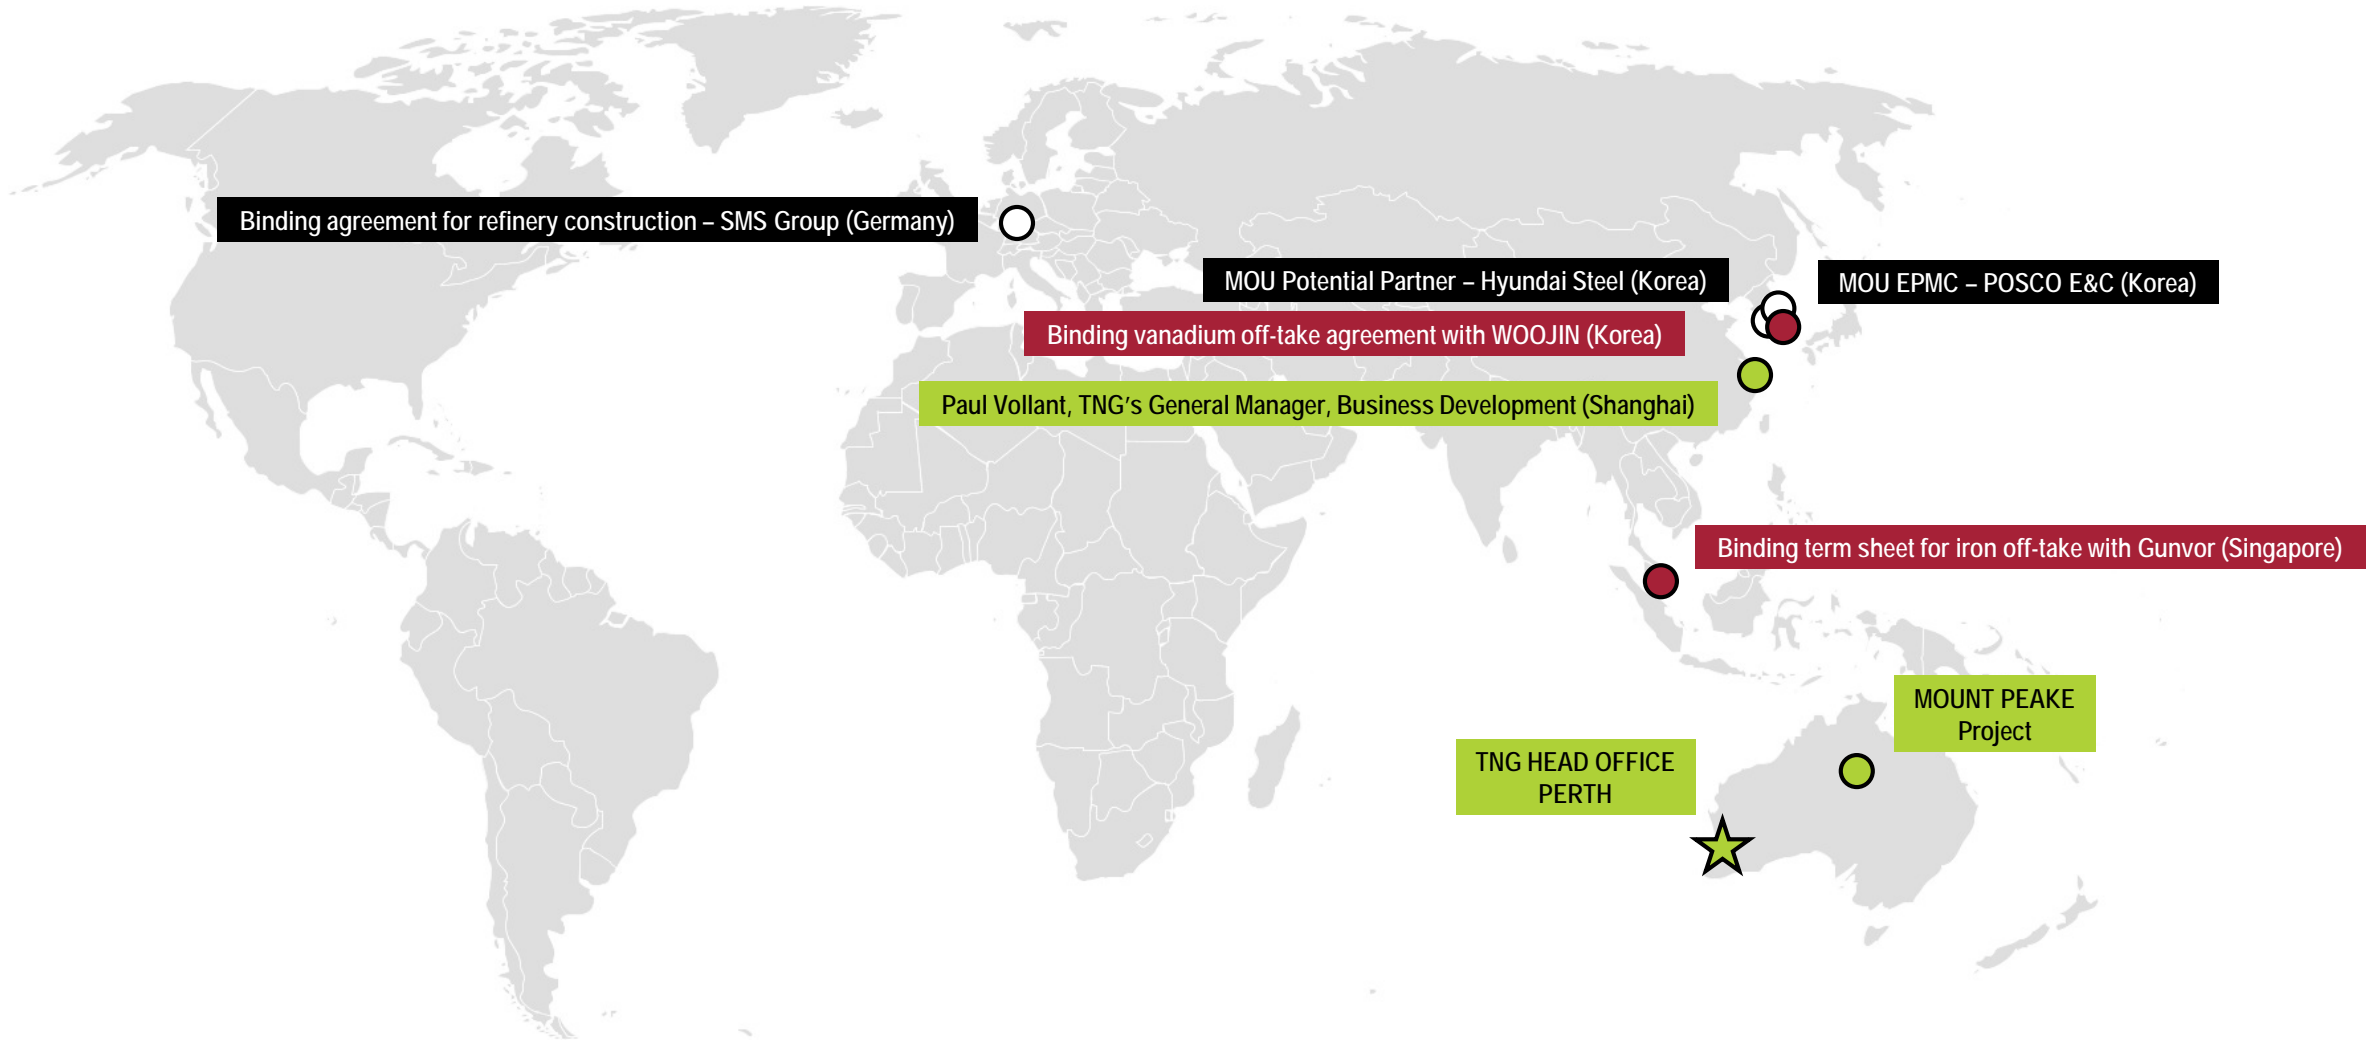 Binding agreement for refinery construction – SMS Group (Germany)
MOU Potential Partner – Hyundai Steel (Korea)
MOU EPMC – POSCO E&C (Korea)
Binding vanadium off-take agreement with WOOJIN (Korea)
Paul Vollant, TNG's General Manager, Business Development (Shanghai)
Binding term sheet for iron off-take with Gunvor (Singapore)
MOUNT PEAKE
Project
TNG HEAD OFFICE
PERTH